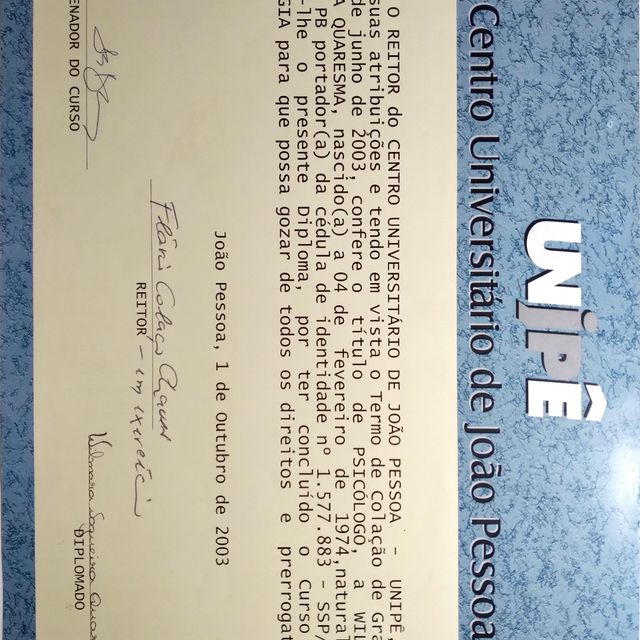 UNIPÊ
Centro Universitário de João Pessoa
O REITOR do CENTRO UNIVERSITÁRIO DE JOÃO PESSOA - UNIPÊ,
suas atribuições e tendo em vista o Termo de Colação de Gra
de junho de 2003, confere o título de PSICÓLOGO, a WIL
A QUARESMA, nascido(a) a 04 de fevereiro de 1974, natural
PB portador(a) da cédula de identidade nº 1.577.883 - SSP/
-lhe o presente Diploma, por ter concluído o Curso
GIA para que possa gozar de todos os direitos e prerrogat
João Pessoa, 1 de Outubro de 2003
REITOR - em exercício
ENADOR DO CURSO
DIPLOMADO